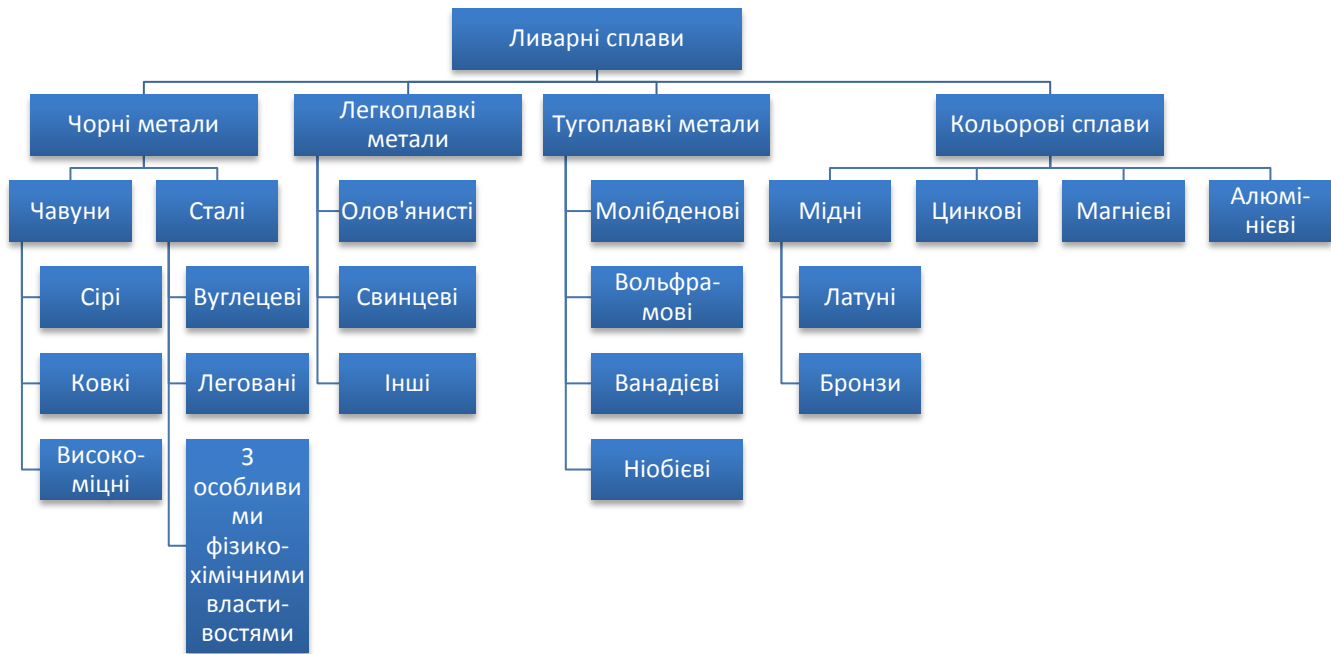 Ливарні сплави
Чорні метали
Легкоплавкі
метали
Тугоплавкі метали
Кольорові сплави
Чавуни
Сталі
Олов'янисті
Молібденові
Мідні
Цинкові
Магнієві
Алюмі-
нієві
Сірі
Вуглецеві
Свинцеві
Вольфра-
мові
Латуні
Ковкі
Леговані
Інші
Ванадієві
Бронзи
Високо-
міцні
З
особливи
ми
фізико-
хімічними
власти-
востями
Ніобієві